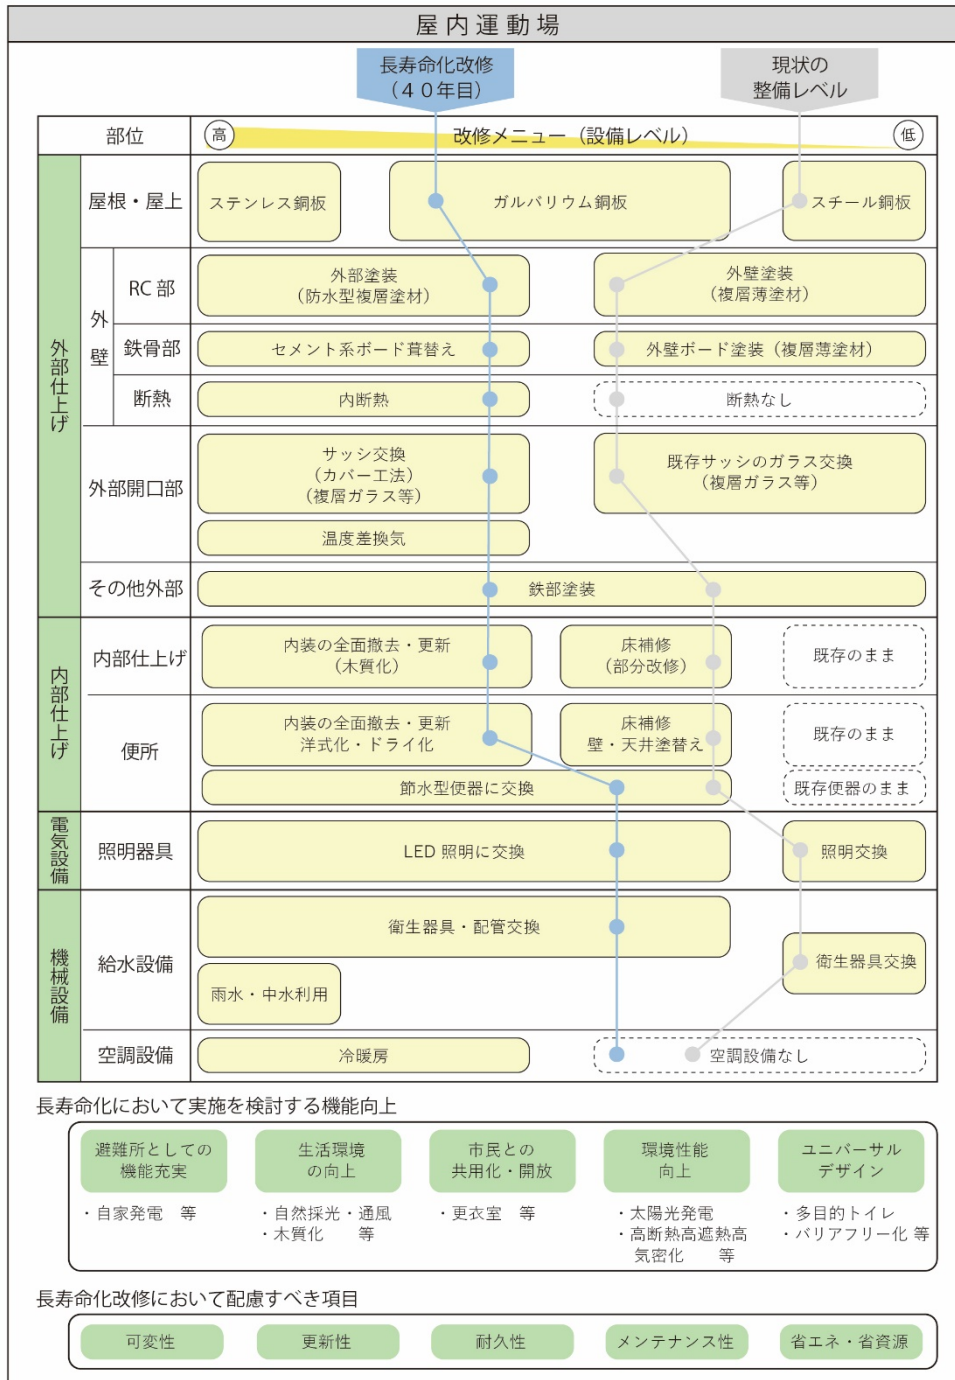 屋内運動場
長寿命化改修
（４０年目）
現状の
整備レベル
部位
高
改修メニュー（設備レベル）
低
外部仕上げ
屋根・屋上
ステンレス銅板
ガルバリウム銅板
スチール銅板
外壁
RC 部
外部塗装
（防水型複層塗材）
外壁塗装
（複層薄塗材）
鉄骨部
セメント系ボード葺替え
外壁ボード塗装（複層薄塗材）
断熱
内断熱
断熱なし
外部開口部
サッシ交換
（カバー工法）
（複層ガラス等）
既存サッシのガラス交換
（複層ガラス等）
温度差換気
その他外部
鉄部塗装
内部仕上げ
内部仕上げ
内装の全面撤去・更新
（木質化）
床補修
（部分改修）
既存のまま
便所
内装の全面撤去・更新
洋式化・ドライ化
床補修
壁・天井塗替え
既存のまま
節水型便器に交換
既存便器のまま
電気設備
照明器具
LED 照明に交換
照明交換
機械設備
給水設備
衛生器具・配管交換
衛生器具交換
雨水・中水利用
空調設備
冷暖房
空調設備なし
長寿命化において実施を検討する機能向上
避難所としての
機能充実
・自家発電　等
生活環境
の向上
・自然採光・通風
・木質化　　等
市民との
共用化・開放
・更衣室　等
環境性能
向上
・太陽光発電
・高断熱高遮熱高
気密化　　等
ユニバーサル
デザイン
・多目的トイレ
・バリアフリー化 等
長寿命化改修において配慮すべき項目
可変性
更新性
耐久性
メンテナンス性
省エネ・省資源